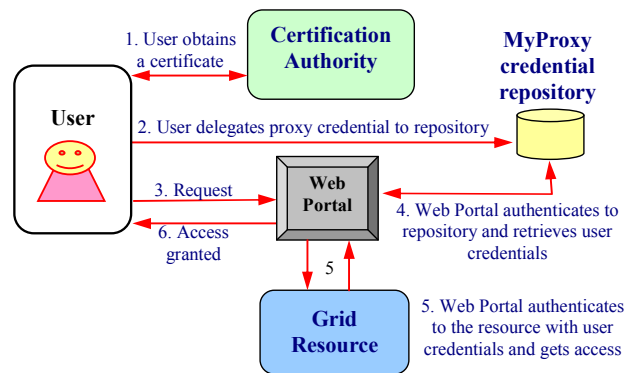 1. User obtains
a certificate
Certification
Authority
MyProxy
credential
repository
User
2. User delegates proxy credential to repository
3. Request
Web
Portal
6. Access
granted
4. Web Portal authenticates to
repository and retrieves user
credentials
5
Grid
Resource
5. Web Portal authenticates
to the resource with user
credentials and gets access